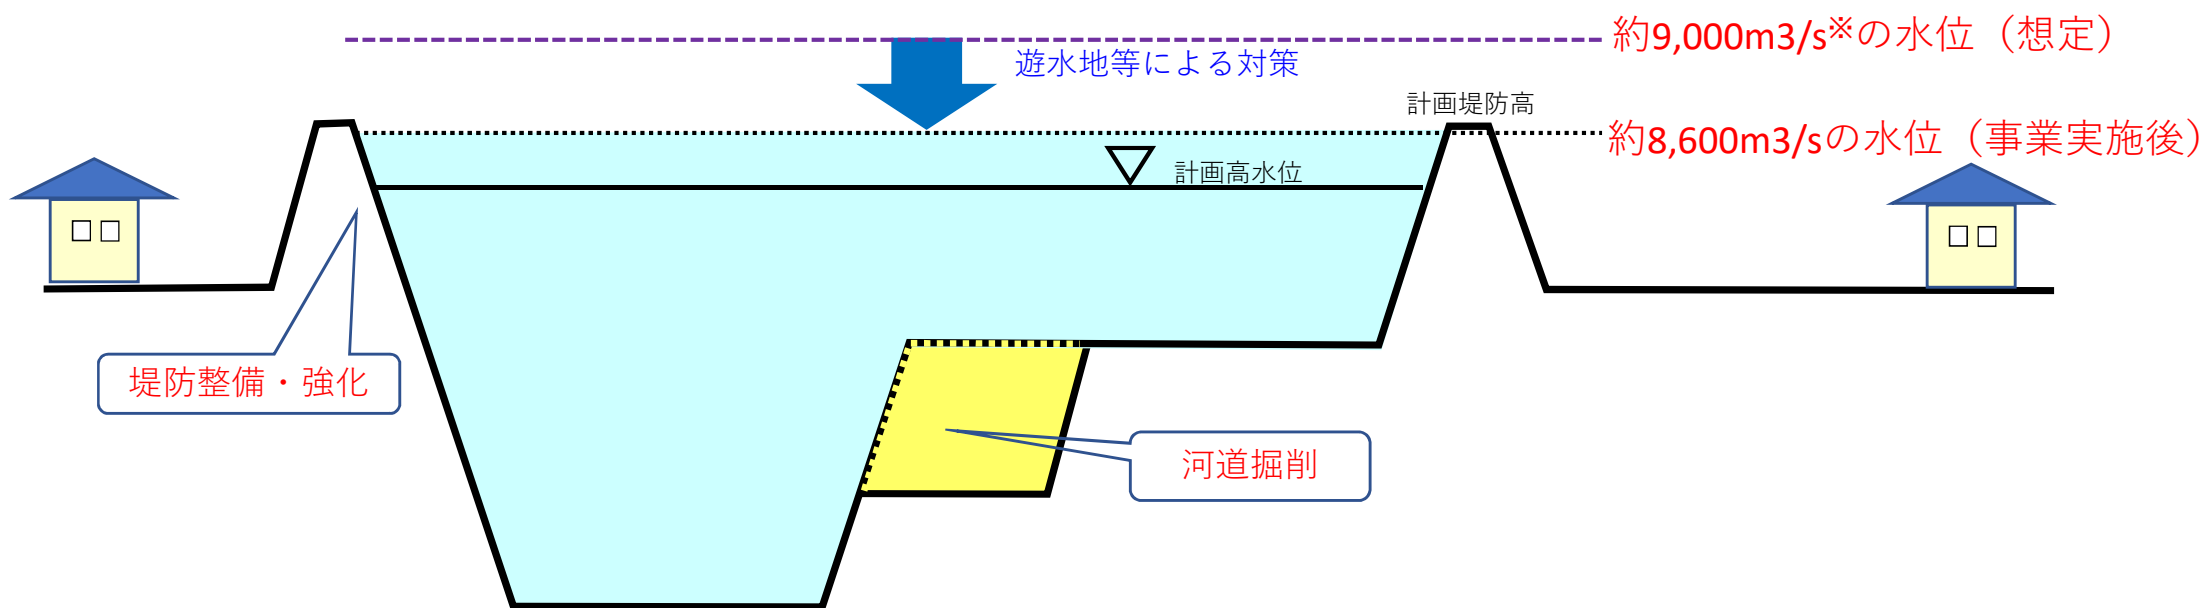 約9,000m3/s※の水位（想定）
遊水地等による対策
計画堤防高
約8,600m3/sの水位（事業実施後）
計画高水位
堤防整備・強化
河道掘削